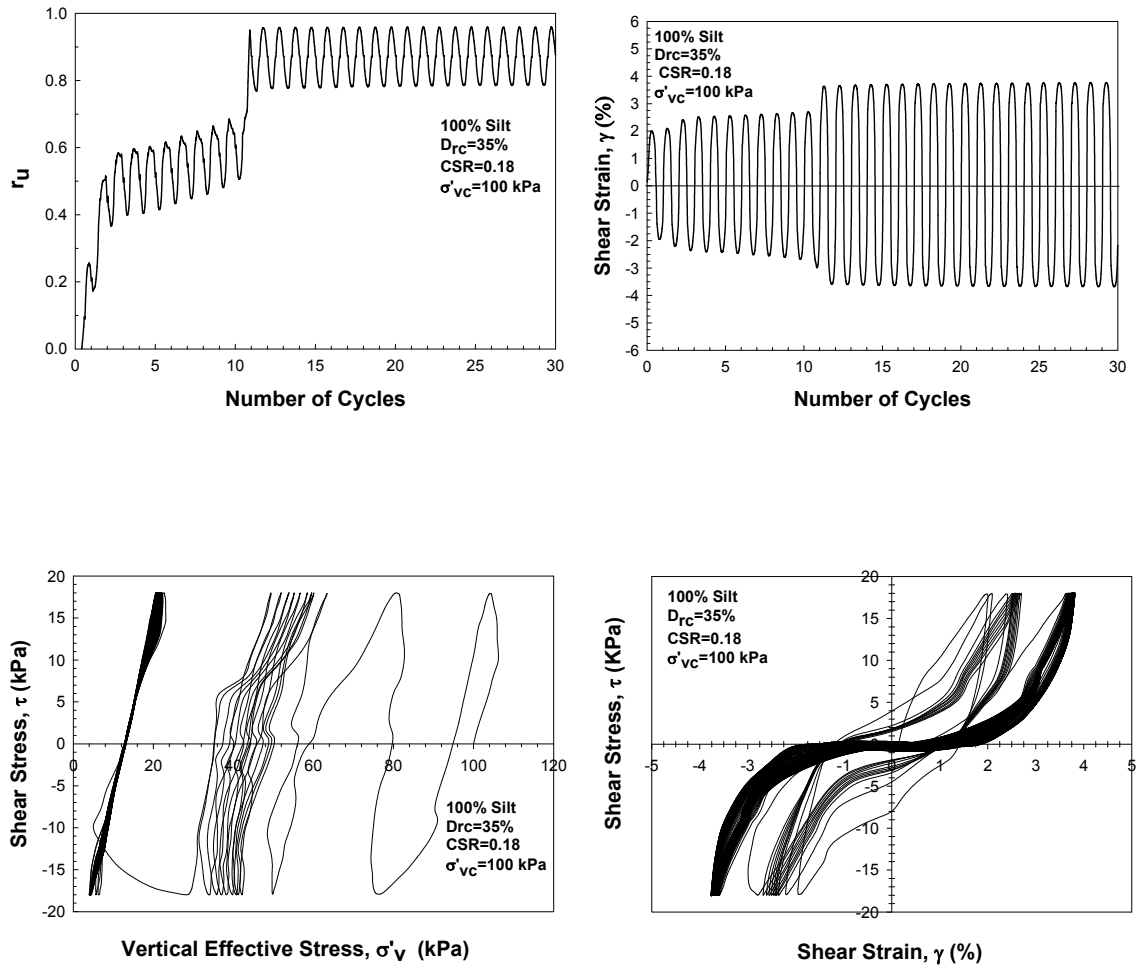 1.0
0.8
0.6
0.4
0.2
0.0
r_u
100% Silt
D_rc=35%
CSR=0.18
σ'_vc=100 kPa
0 5 10 15 20 25 30
Number of Cycles
6
5
4
3
2
1
0
-1
-2
-3
-4
-5
-6
Shear Strain, γ (%)
100% Silt
Drc=35%
CSR=0.18
σ'_vc=100 kPa
0 5 10 15 20 25 30
Number of Cycles
20
15
10
5
0
-5
-10
-15
-20
Shear Stress, τ (kPa)
0 20 40 60 80 100 120
100% Silt
Drc=35%
CSR=0.18
σ'_vc=100 kPa
Vertical Effective Stress, σ'_v (kPa)
20
15
10
5
0
-5
-10
-15
-20
Shear Stress, τ (KPa)
100% Silt
D_rc=35%
CSR=0.18
σ'_vc=100 kPa
-5 -4 -3 -2 -1 0 1 2 3 4 5
Shear Strain, γ (%)